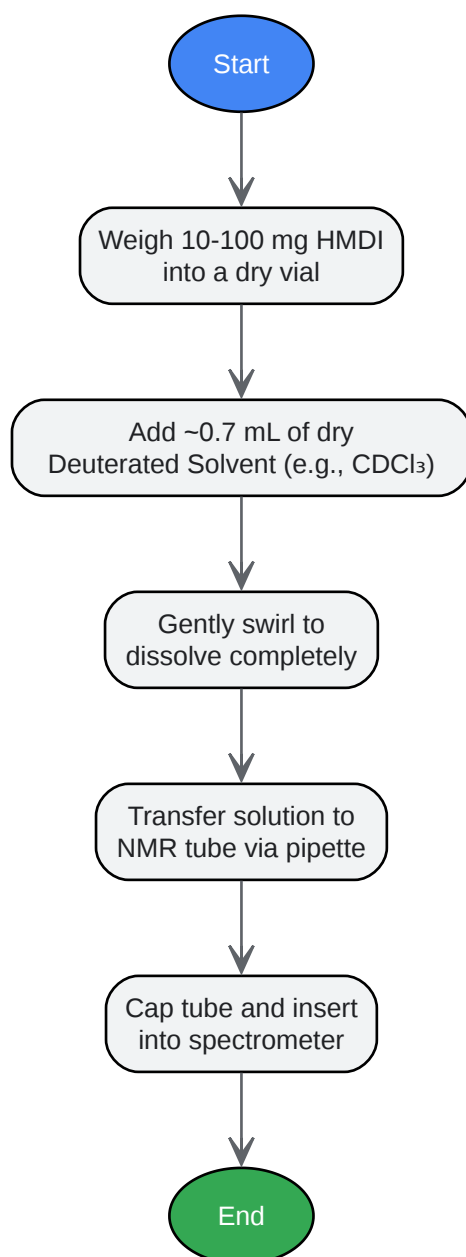 Start
Weigh 10-100 mg HMDI
into a dry vial
Add ~0.7 mL of dry
Deuterated Solvent (e.g., CDCl₃)
Gently swirl to
dissolve completely
Transfer solution to
NMR tube via pipette
Cap tube and insert
into spectrometer
End